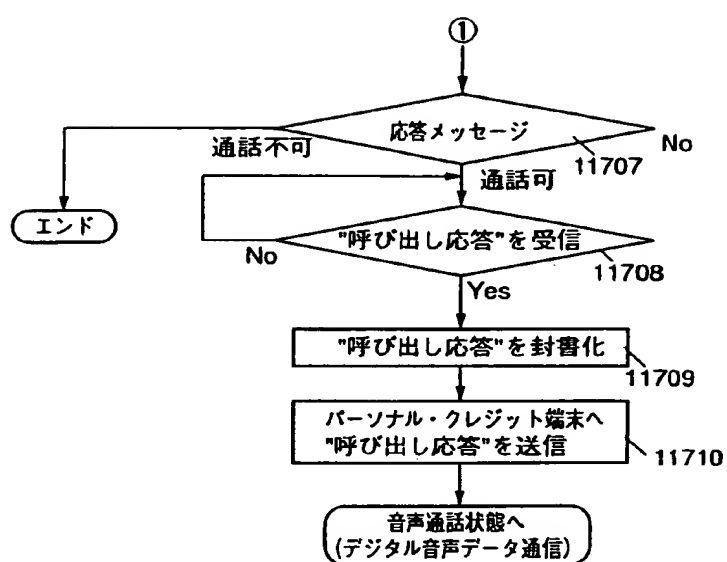 ①
応答メッセージ
通話不可
No
11707
通話可
エンド
"呼び出し応答"を受信
No
11708
Yes
"呼び出し応答"を封書化
11709
パーソナル・クレジット端末へ
"呼び出し応答"を送信
11710
音声通話状態へ
(デジタル音声データ通信)